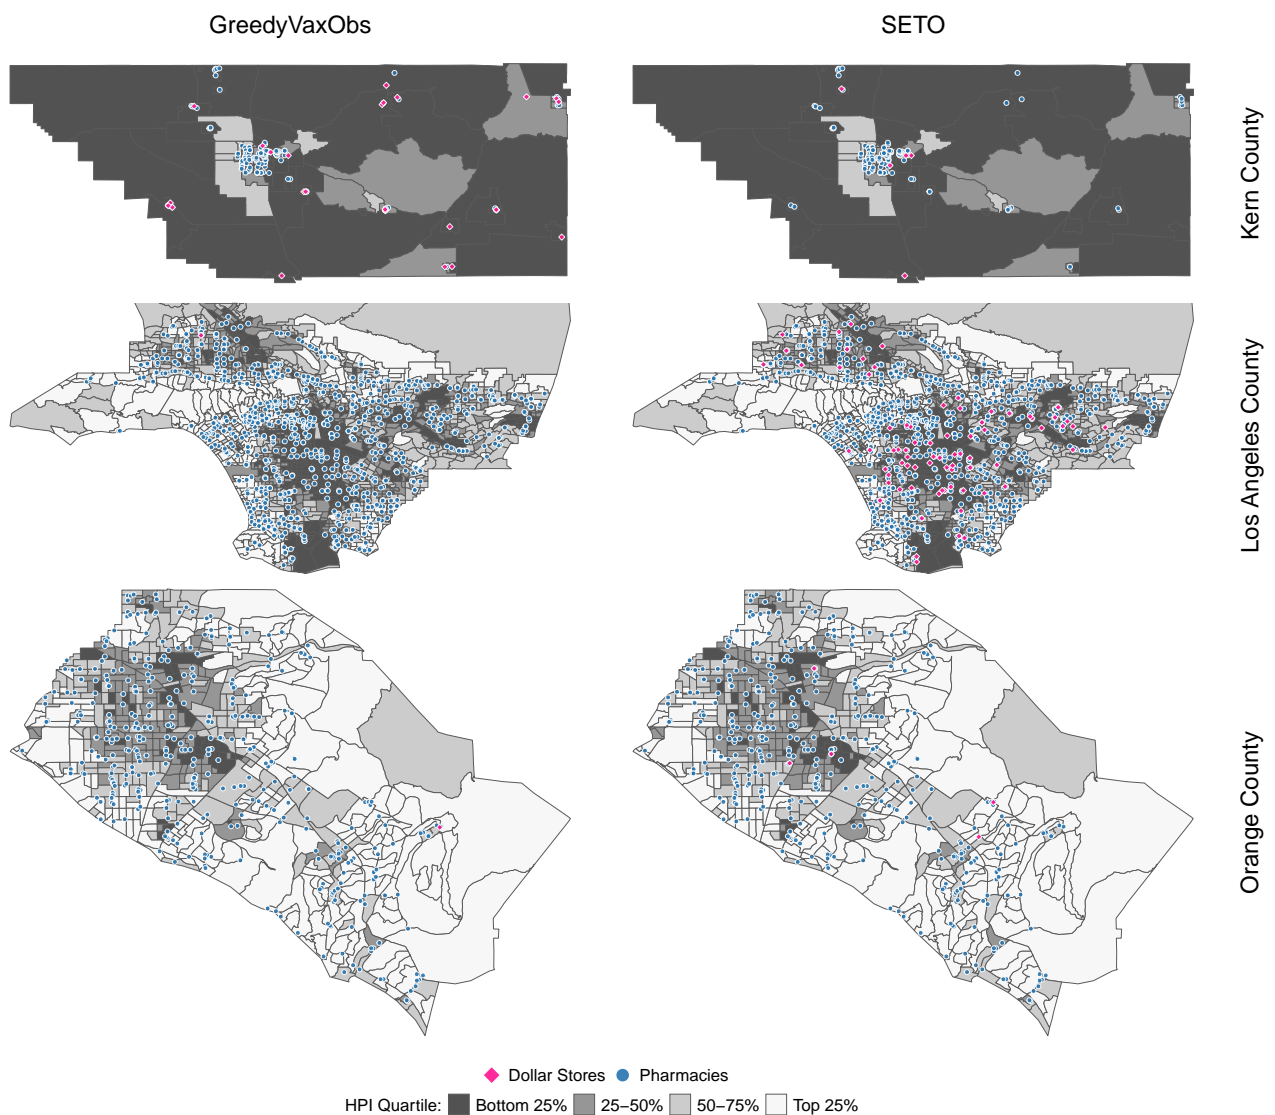 GreedyVaxObs
SETO
Kern County
Los Angeles County
Orange County
Dollar Stores Pharmacies
HPI Quartile: Bottom 25% 25–50% 50–75% Top 25%